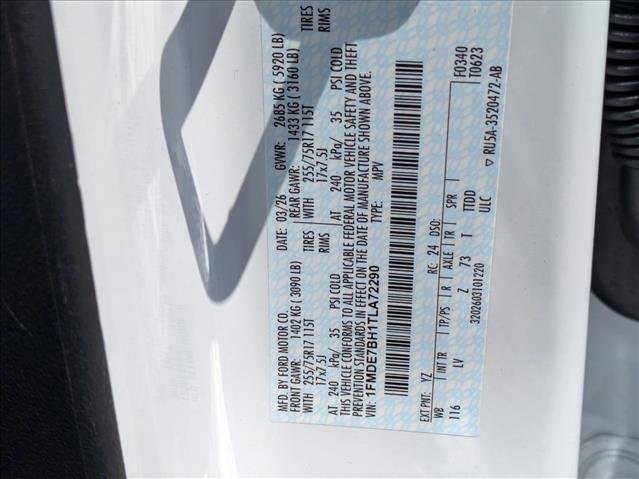 MFD. BY FORD MOTOR CO.
DATE: 03/26 GVWR: 2685 KG ( 5920 LB)
FRONT GAWR: 1402 KG ( 3090 LB) REAR GAWR: 1433 KG ( 3160 LB)
WITH 255/75R17 115T TIRES WITH 255/75R17 115T TIRES
17x7.5J RIMS 17x7.5J RIMS
AT 240 kPa/ 35 PSI COLD AT 240 kPa/ 35 PSI COLD
THIS VEHICLE CONFORMS TO ALL APPLICABLE FEDERAL MOTOR VEHICLE SAFETY AND THEFT
PREVENTION STANDARDS IN EFFECT ON THE DATE OF MANUFACTURE SHOWN ABOVE.
VIN: 1FMDE7BH1TLA72290 TYPE: MPV
F0340
T0623
EXT PNT: YZ RC: 24 DSO:
WB INT TR TP/PS R AXLE TR SPR
116 LV Z 73 T TTDD
ULC
3202603101220
▽ RU5A-3520472-AB